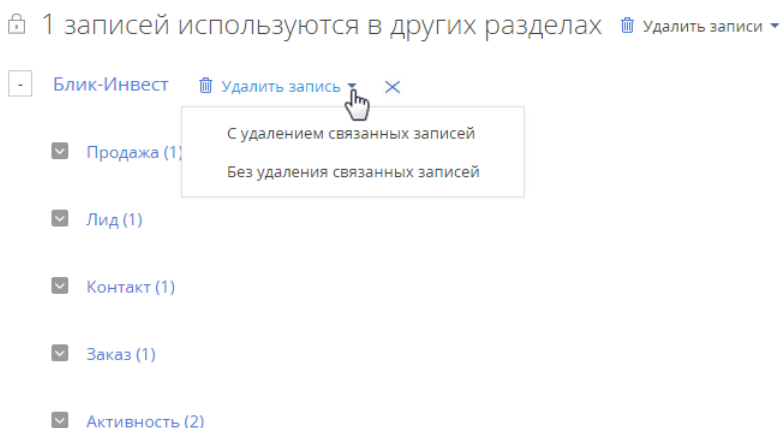 1 записей используются в других разделах Удалить записи
- Блик-Инвест Удалить запись
С удалением связанных записей
Продажа (1)
Без удаления связанных записей
Лид (1)
Контакт (1)
Заказ (1)
Активность (2)